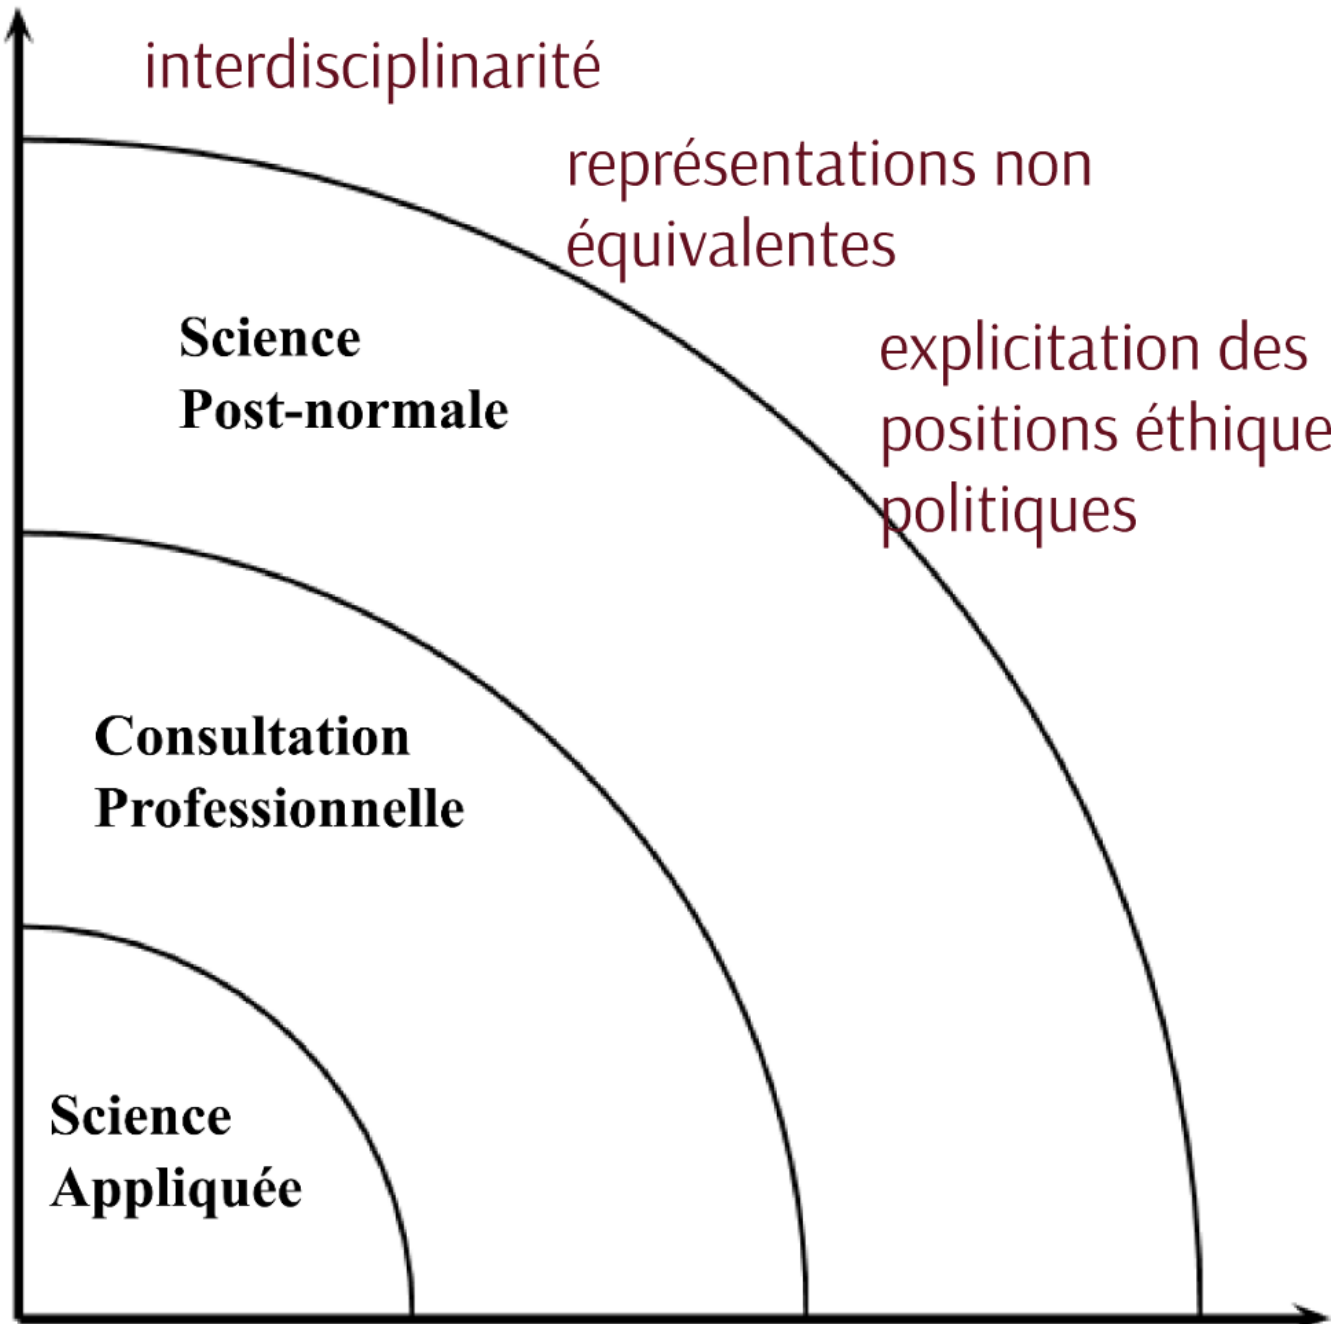 interdisciplinarité
représentations non
équivalentes
explicitation des
positions éthique
politiques
Science
Post-normale
Consultation
Professionnelle
Science
Appliquée